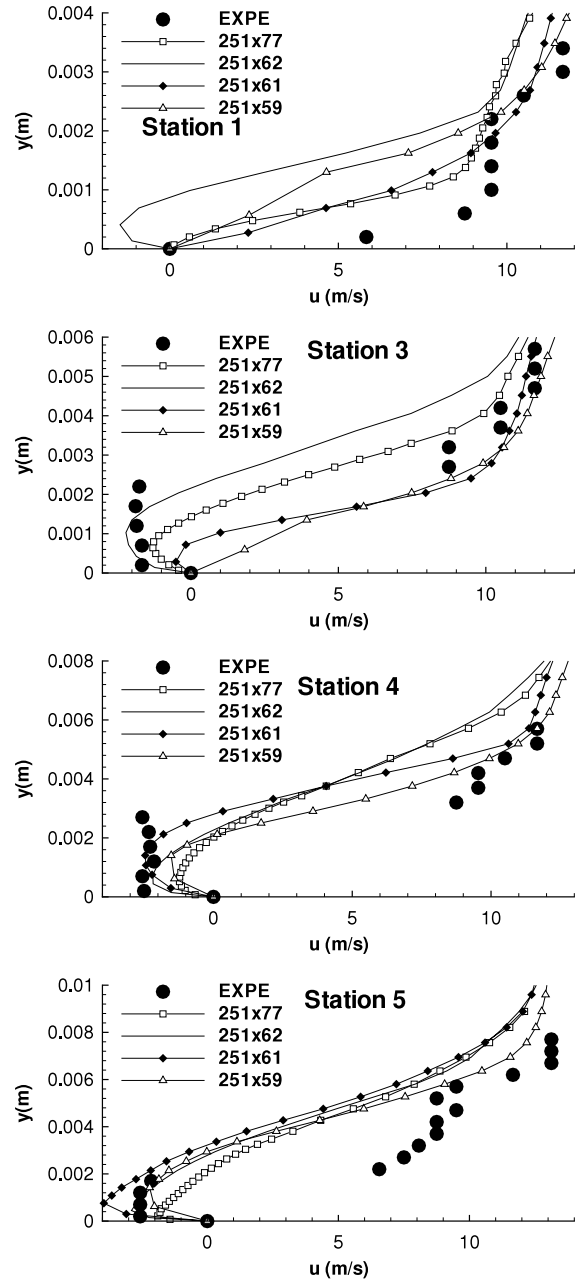 0.004
EXPE
251x77
251x62
251x61
251x59
Station 1
0.003
0.002
0.001
0
y(m)
0 5 10
u (m/s)
0.006
EXPE
251x77
251x62
251x61
251x59
Station 3
0.005
0.004
0.003
0.002
0.001
0
y(m)
0 5 10
u (m/s)
0.008
EXPE
251x77
251x62
251x61
251x59
Station 4
0.006
0.004
0.002
0
y(m)
0 5 10
u (m/s)
0.01
EXPE
251x77
251x62
251x61
251x59
Station 5
0.008
0.006
0.004
0.002
0
y(m)
0 5 10
u (m/s)